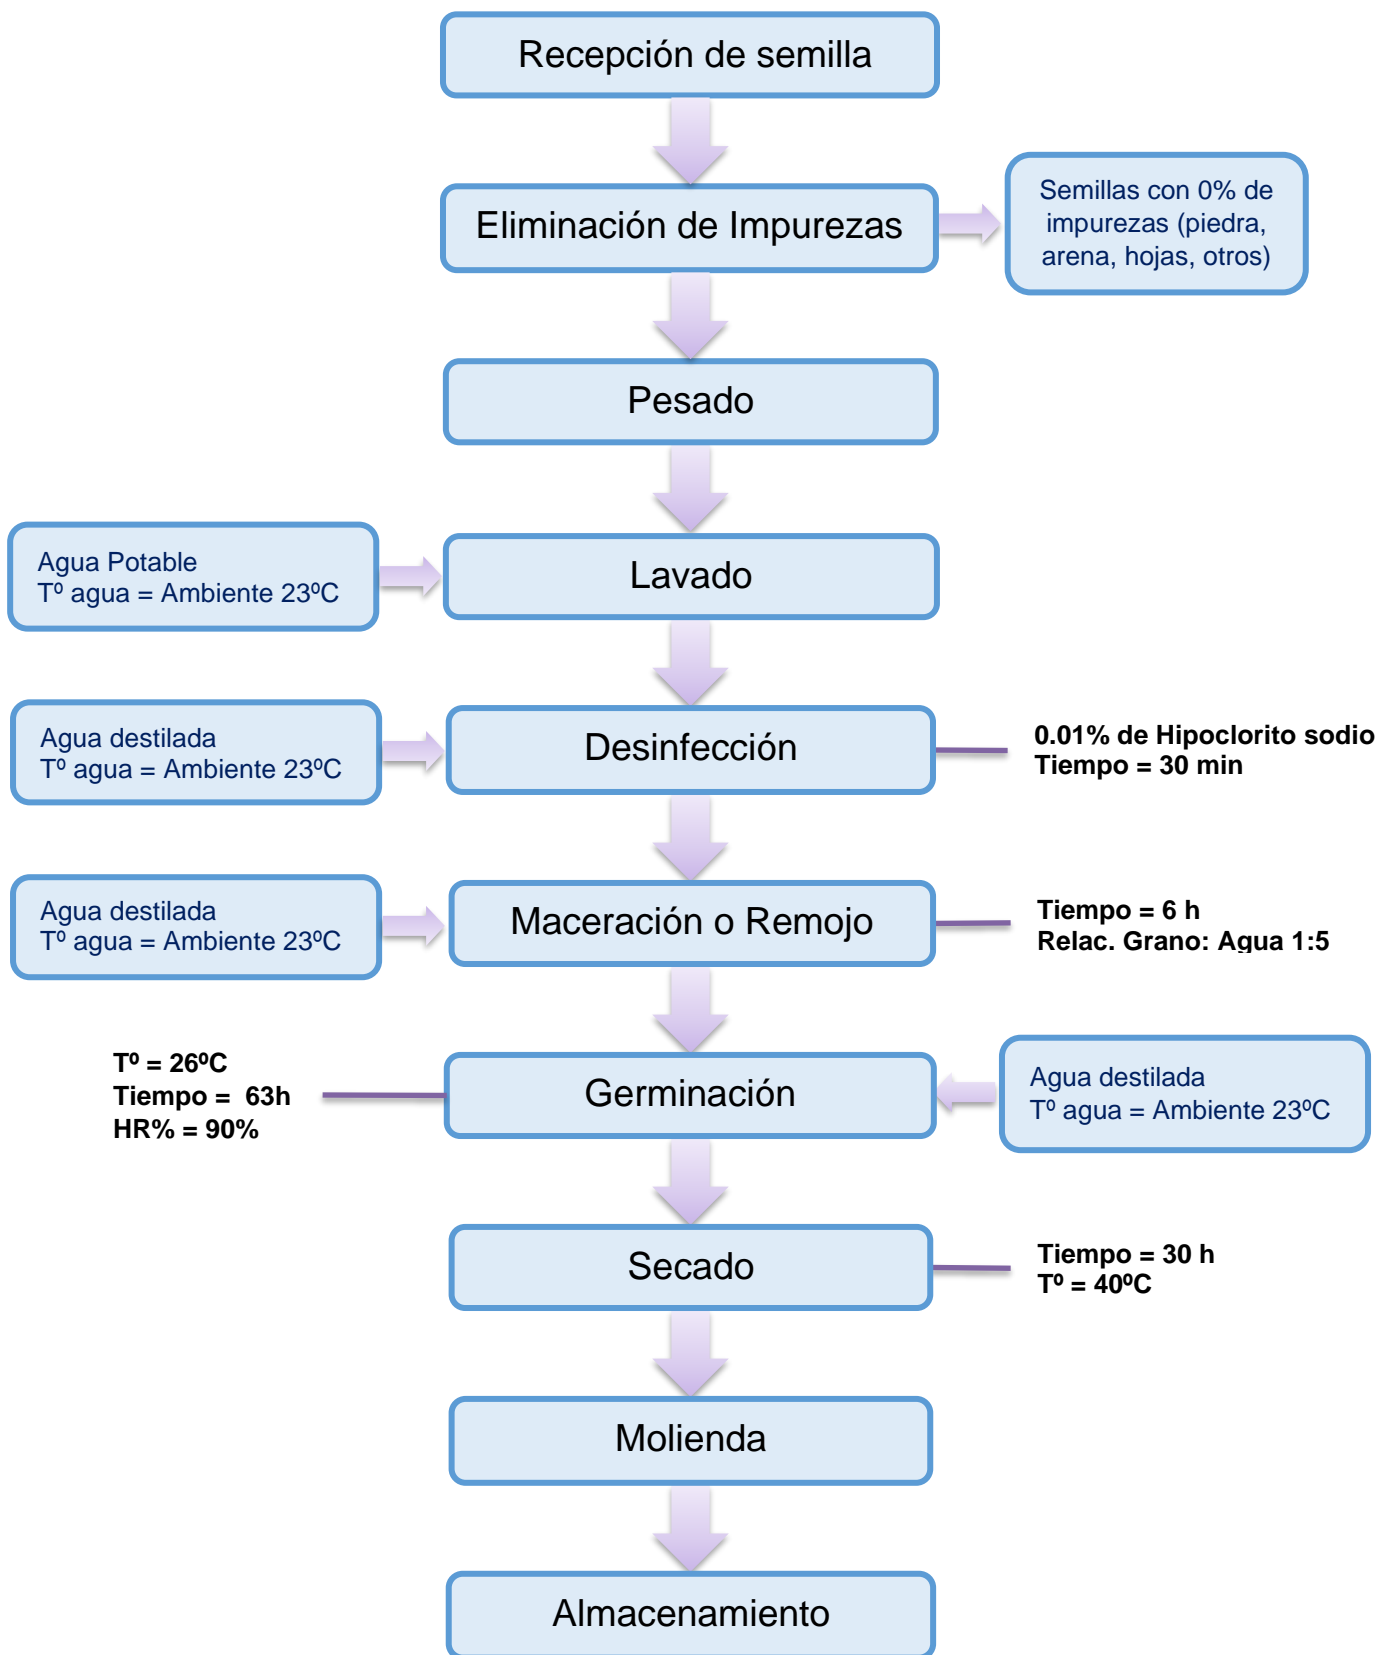 Recepción de semilla
Eliminación de Impurezas
Semillas con 0% de
impurezas (piedra,
arena, hojas, otros)
Pesado
Agua Potable
Tº agua = Ambiente 23ºC
Lavado
Agua destilada
Tº agua = Ambiente 23ºC
Desinfección
0.01% de Hipoclorito sodio
Tiempo = 30 min
Agua destilada
Tº agua = Ambiente 23ºC
Maceración o Remojo
Tiempo = 6 h
Relac. Grano: Agua 1:5
Tº = 26ºC
Tiempo =  63h
HR% = 90%
Germinación
Agua destilada
Tº agua = Ambiente 23ºC
Secado
Tiempo = 30 h
Tº = 40ºC
Molienda
Almacenamiento